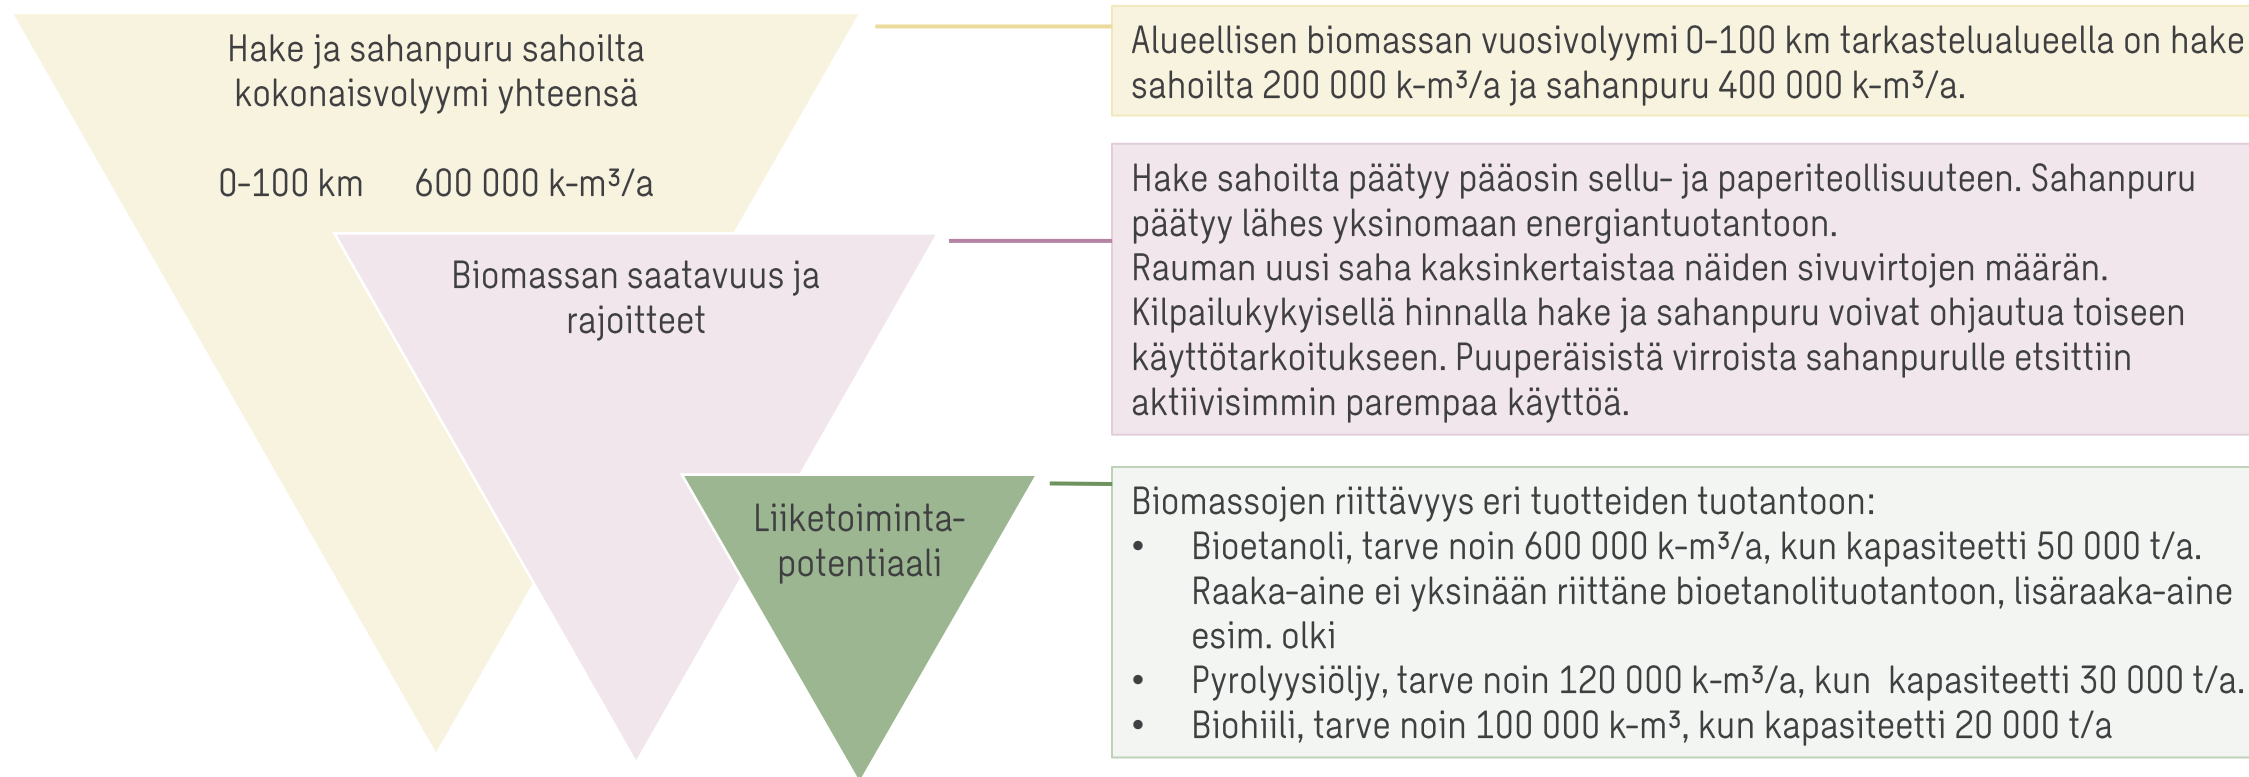 Hake ja sahanpuru sahoilta
kokonaisvolyymi yhteensä
0-100 km 600 000 k-m³/a
Biomassan saatavuus ja
rajoitteet
Liiketoiminta-
potentiaali
Alueellisen biomassan vuosivolyymi 0-100 km tarkastelualueella on hake
sahoilta 200 000 k-m³/a ja sahanpuru 400 000 k-m³/a.
Hake sahoilta päätyy pääosin sellu- ja paperiteollisuuteen. Sahanpuru
päätyy lähes yksinomaan energiantuotantoon.
Rauman uusi saha kaksinkertaistaa näiden sivuvirtojen määrän.
Kilpailukykyisellä hinnalla hake ja sahanpuru voivat ohjautua toiseen
käyttötarkoitukseen. Puuperäisistä virroista sahanpurulle etsittiin
aktiivisimmin parempaa käyttöä.
Biomassojen riittävyys eri tuotteiden tuotantoon:
• Bioetanoli, tarve noin 600 000 k-m³/a, kun kapasiteetti 50 000 t/a.
Raaka-aine ei yksinään riittäne bioetanolituotantoon, lisäraaka-aine
esim. olki
• Pyrolyysiöljy, tarve noin 120 000 k-m³/a, kun kapasiteetti 30 000 t/a.
• Biohiili, tarve noin 100 000 k-m³, kun kapasiteetti 20 000 t/a